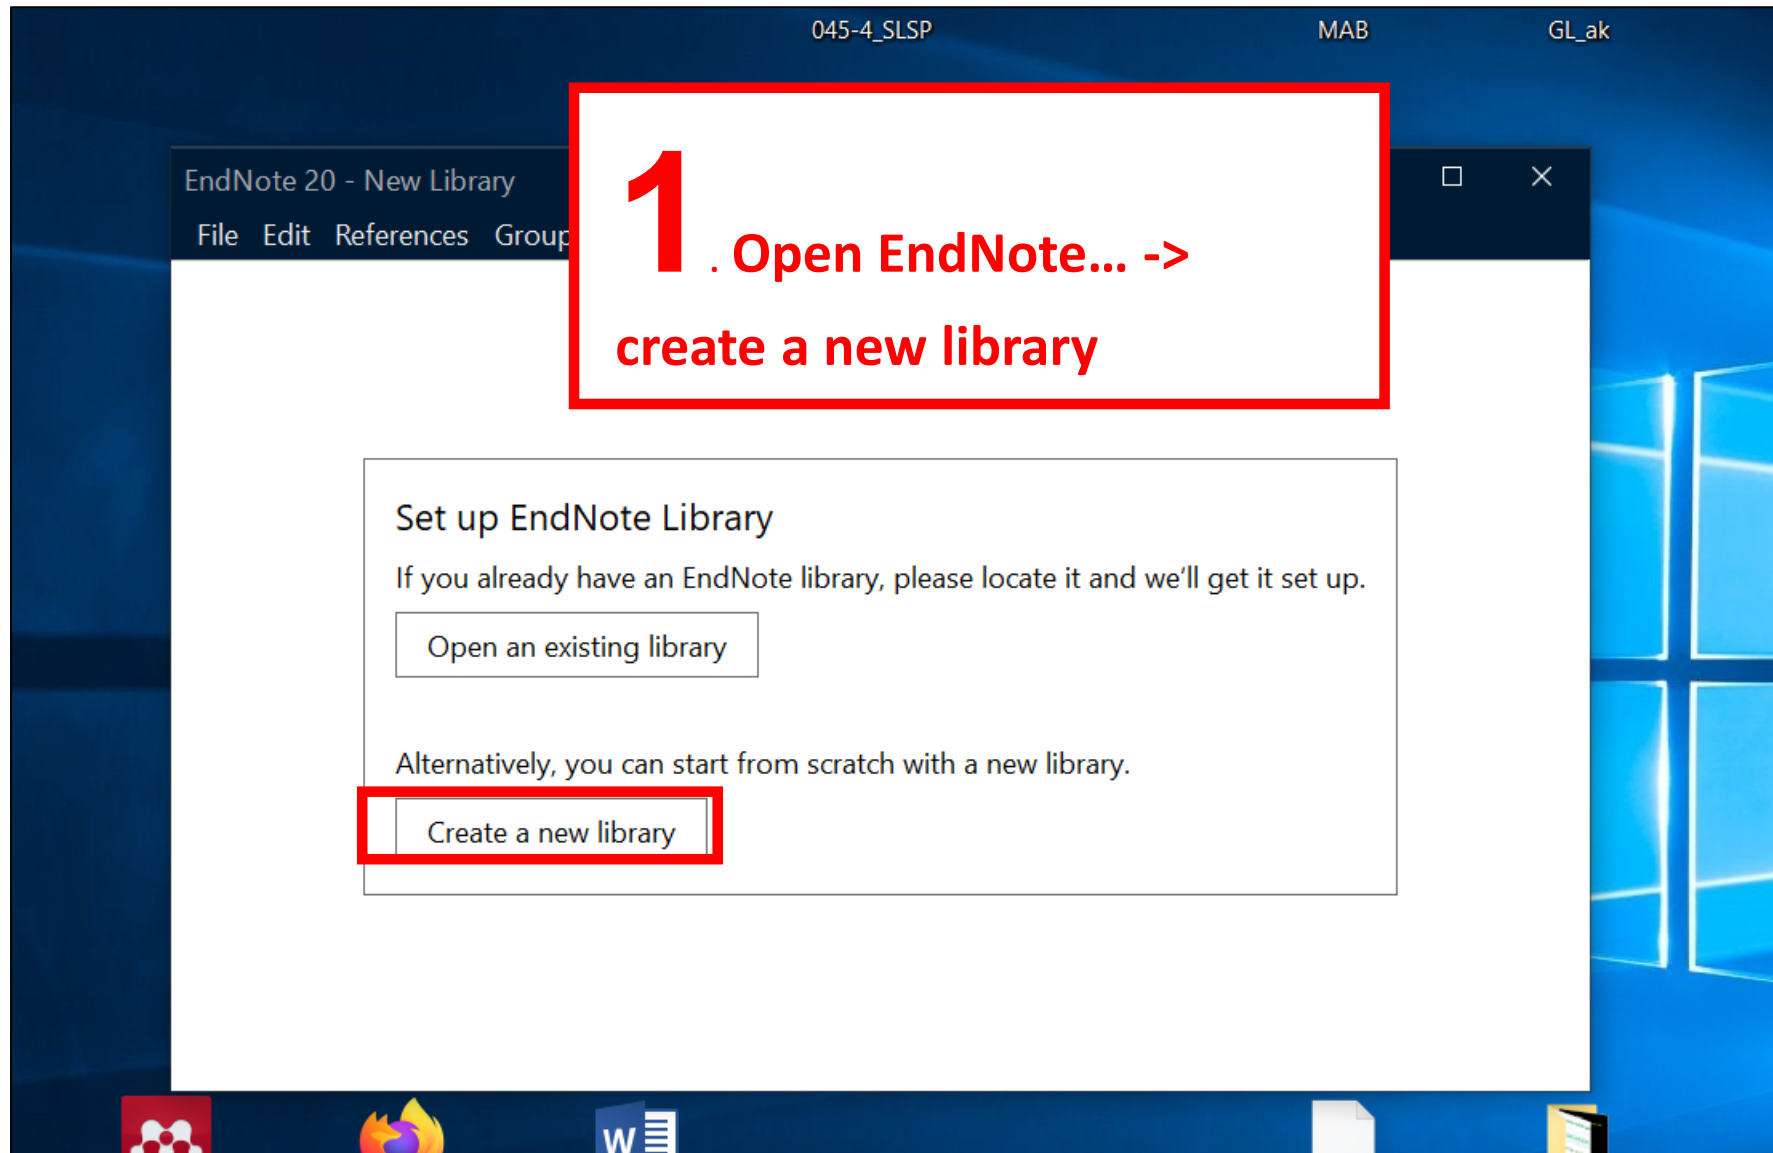 045-4_SLSP MAB GL_ak
EndNote 20 - New Library
File Edit References Group
1. Open EndNote... ->
create a new library
Set up EndNote Library
If you already have an EndNote library, please locate it and we'll get it set up.
Open an existing library
Alternatively, you can start from scratch with a new library.
Create a new library
W